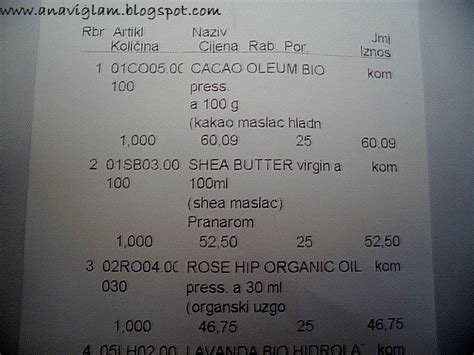 www.anaviglam.blogspot.com
Rbr Artikl Naziv Jmj
Količina Cijena Rab Por. Iznos
1 01CO05.00 CACAO OLEUM BIO kom
100 press.
a 100 g
(kakao maslac hladn
1,000 60,09 25 60,09
2 01SB03.00 SHEA BUTTER virgin a kom
100 100ml
(shea maslac)
Pranarom
1,000 52,50 25 52,50
3 02RO04.00 ROSE HIP ORGANIC OIL kom
030 press. a 30 ml
(organski uzgo
1,000 46,75 25 46,75
4 05LH02.00 LAVANDA BIO HIDROLA